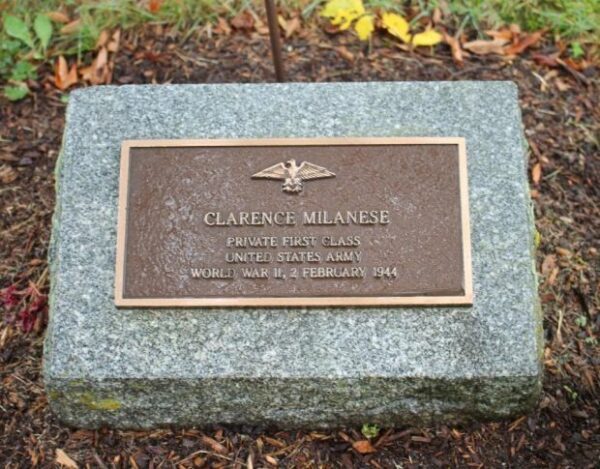 CLARENCE MILANESE
PRIVATE FIRST CLASS
UNITED STATES ARMY
WORLD WAR II, 2 FEBRUARY 1944